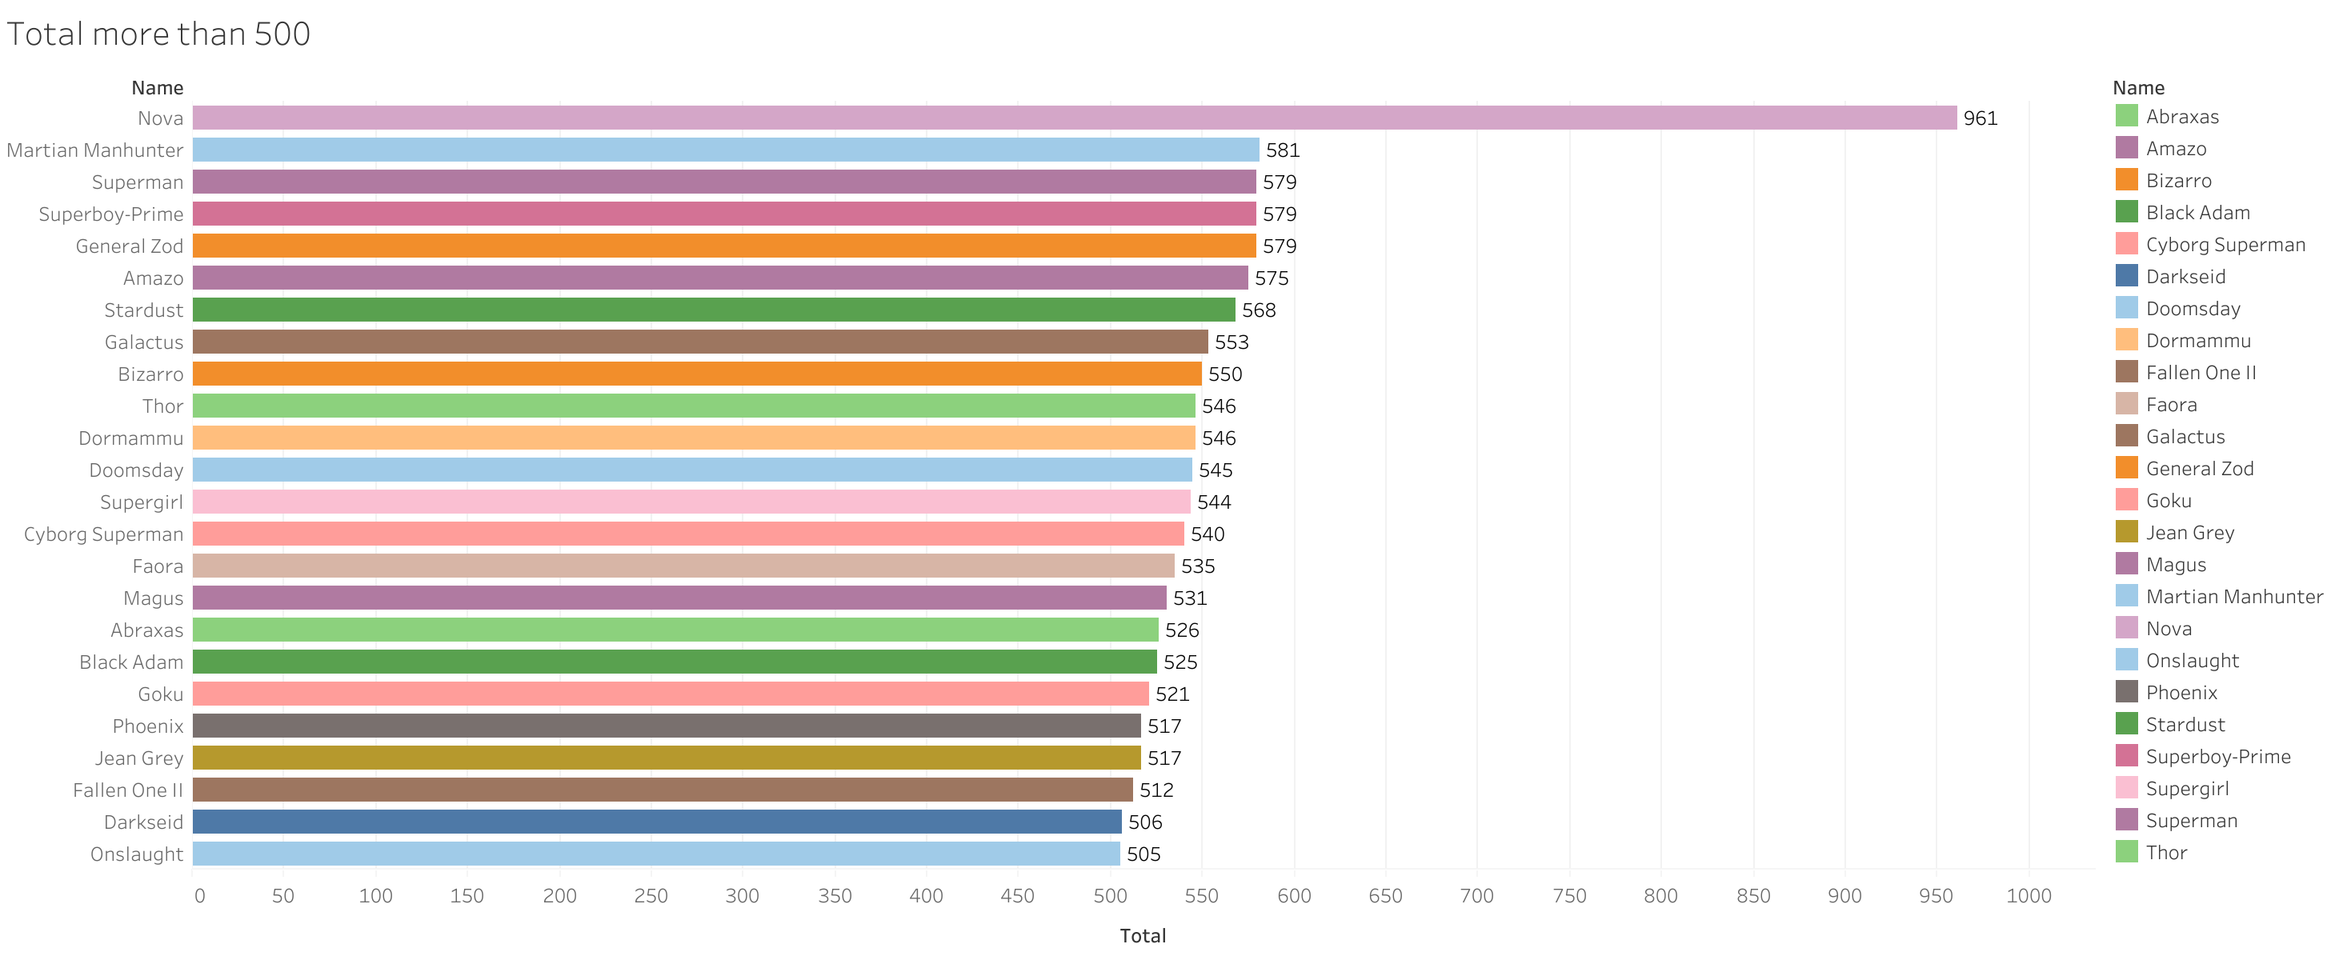 Total more than 500
Name
Nova 961
Martian Manhunter 581
Superman 579
Superboy-Prime 579
General Zod 579
Amazo 575
Stardust 568
Galactus 553
Bizarro 550
Thor 546
Dormammu 546
Doomsday 545
Supergirl 544
Cyborg Superman 540
Faora 535
Magus 531
Abraxas 526
Black Adam 525
Goku 521
Phoenix 517
Jean Grey 517
Fallen One II 512
Darkseid 506
Onslaught 505
0 50 100 150 200 250 300 350 400 450 500 550 600 650 700 750 800 850 900 950 1000
Total
Name
Abraxas
Amazo
Bizarro
Black Adam
Cyborg Superman
Darkseid
Doomsday
Dormammu
Fallen One II
Faora
Galactus
General Zod
Goku
Jean Grey
Magus
Martian Manhunter
Nova
Onslaught
Phoenix
Stardust
Superboy-Prime
Supergirl
Superman
Thor